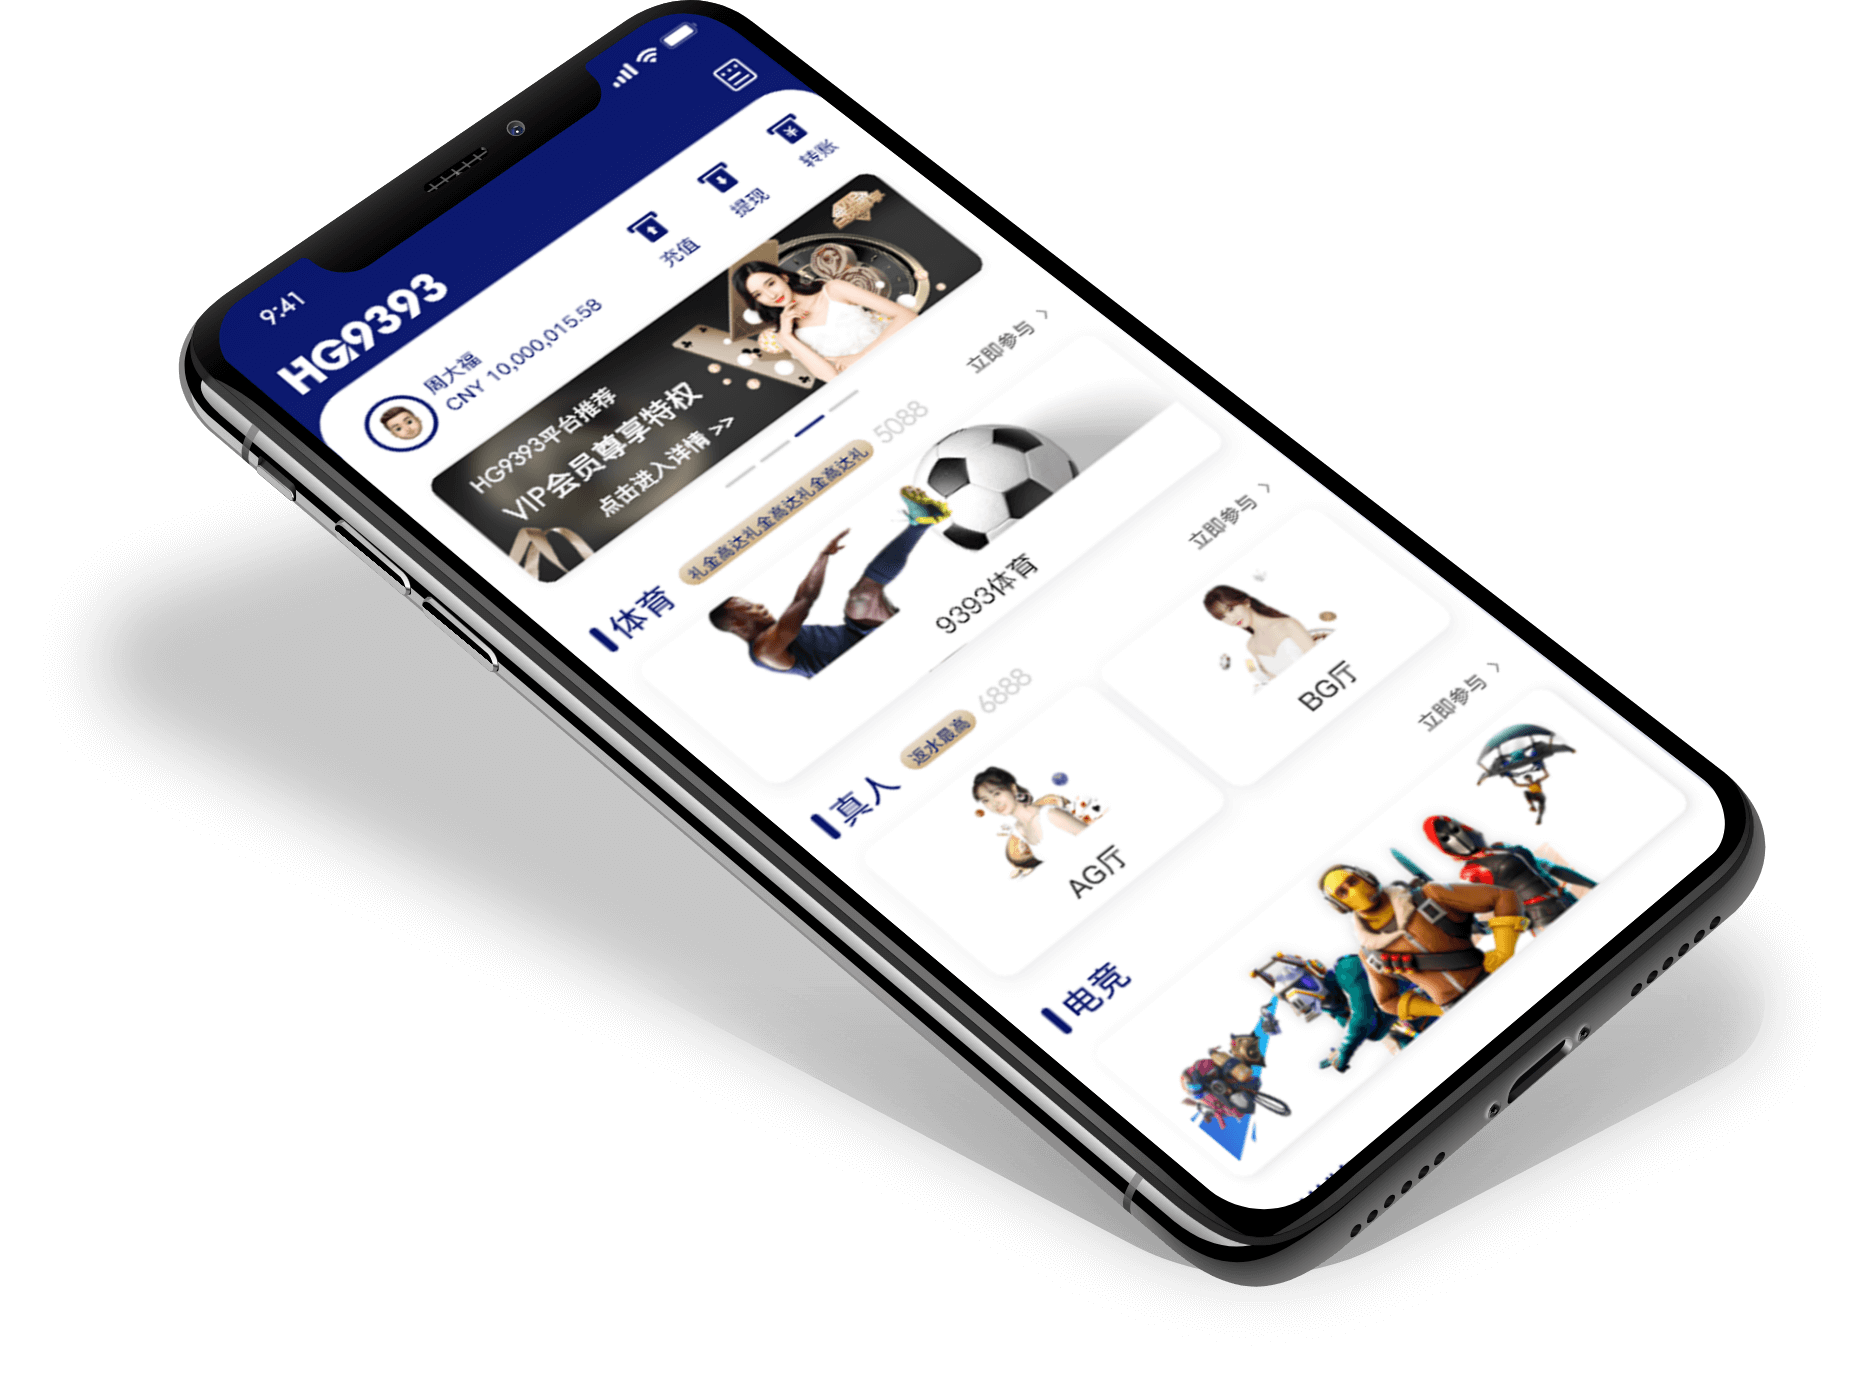 9:41
HG9393
周大福
CNY 10,000,015.58
充值
提现
转账
HG9393平台推荐
VIP会员尊享特权
点击进入详情 >>
体育
礼金高达礼金高达礼金高达礼
5088
立即参与 >
9393体育
真人
返水最高
6888
立即参与 >
AG厅
BG厅
电竞
立即参与 >